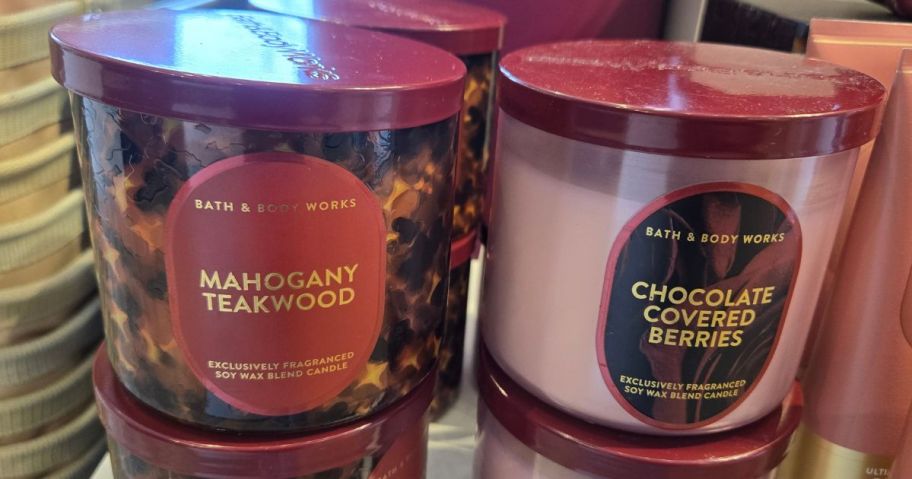 BATH & BODY WORKS
MAHOGANY
TEAKWOOD
EXCLUSIVELY FRAGRANCED
SOY WAX BLEND CANDLE
BATH & BODY WORKS
CHOCOLATE
COVERED
BERRIES
EXCLUSIVELY FRAGRANCED
SOY WAX BLEND CANDLE